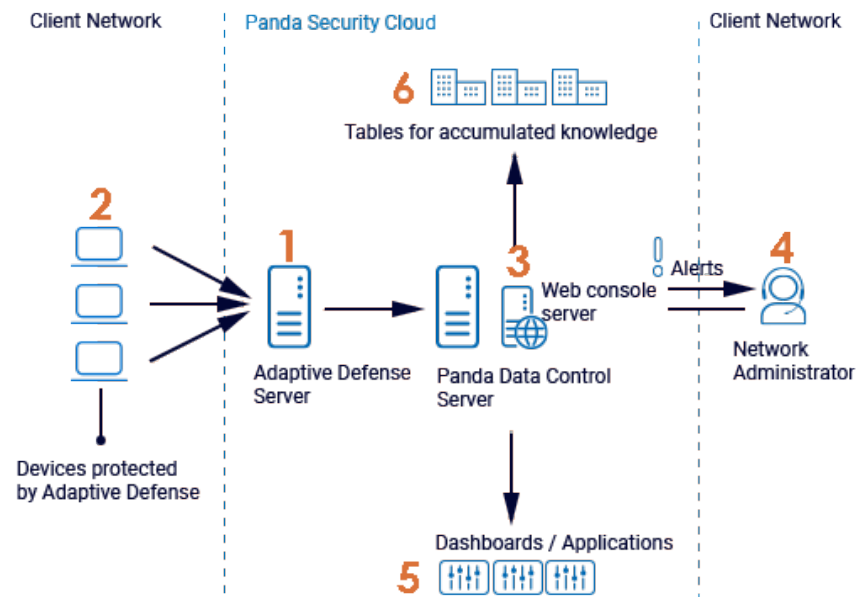 Client Network
Panda Security Cloud
Client Network
6
Tables for accumulated knowledge
2
1
3
4
Alerts
Web console
server
Adaptive Defense
Server
Panda Data Control
Server
Network
Administrator
Devices protected
by Adaptive Defense
Dashboards / Applications
5